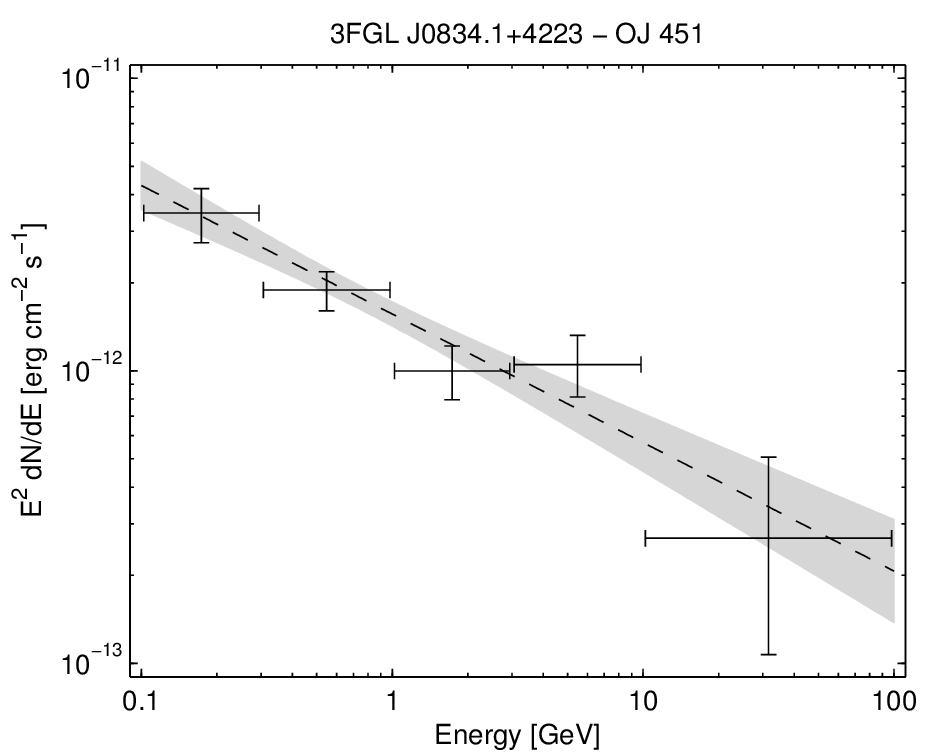 3FGL J0834.1+4223 − OJ 451
E² dN/dE [erg cm⁻² s⁻¹]
10⁻¹¹
10⁻¹²
10⁻¹³
0.1 1 10 100
Energy [GeV]